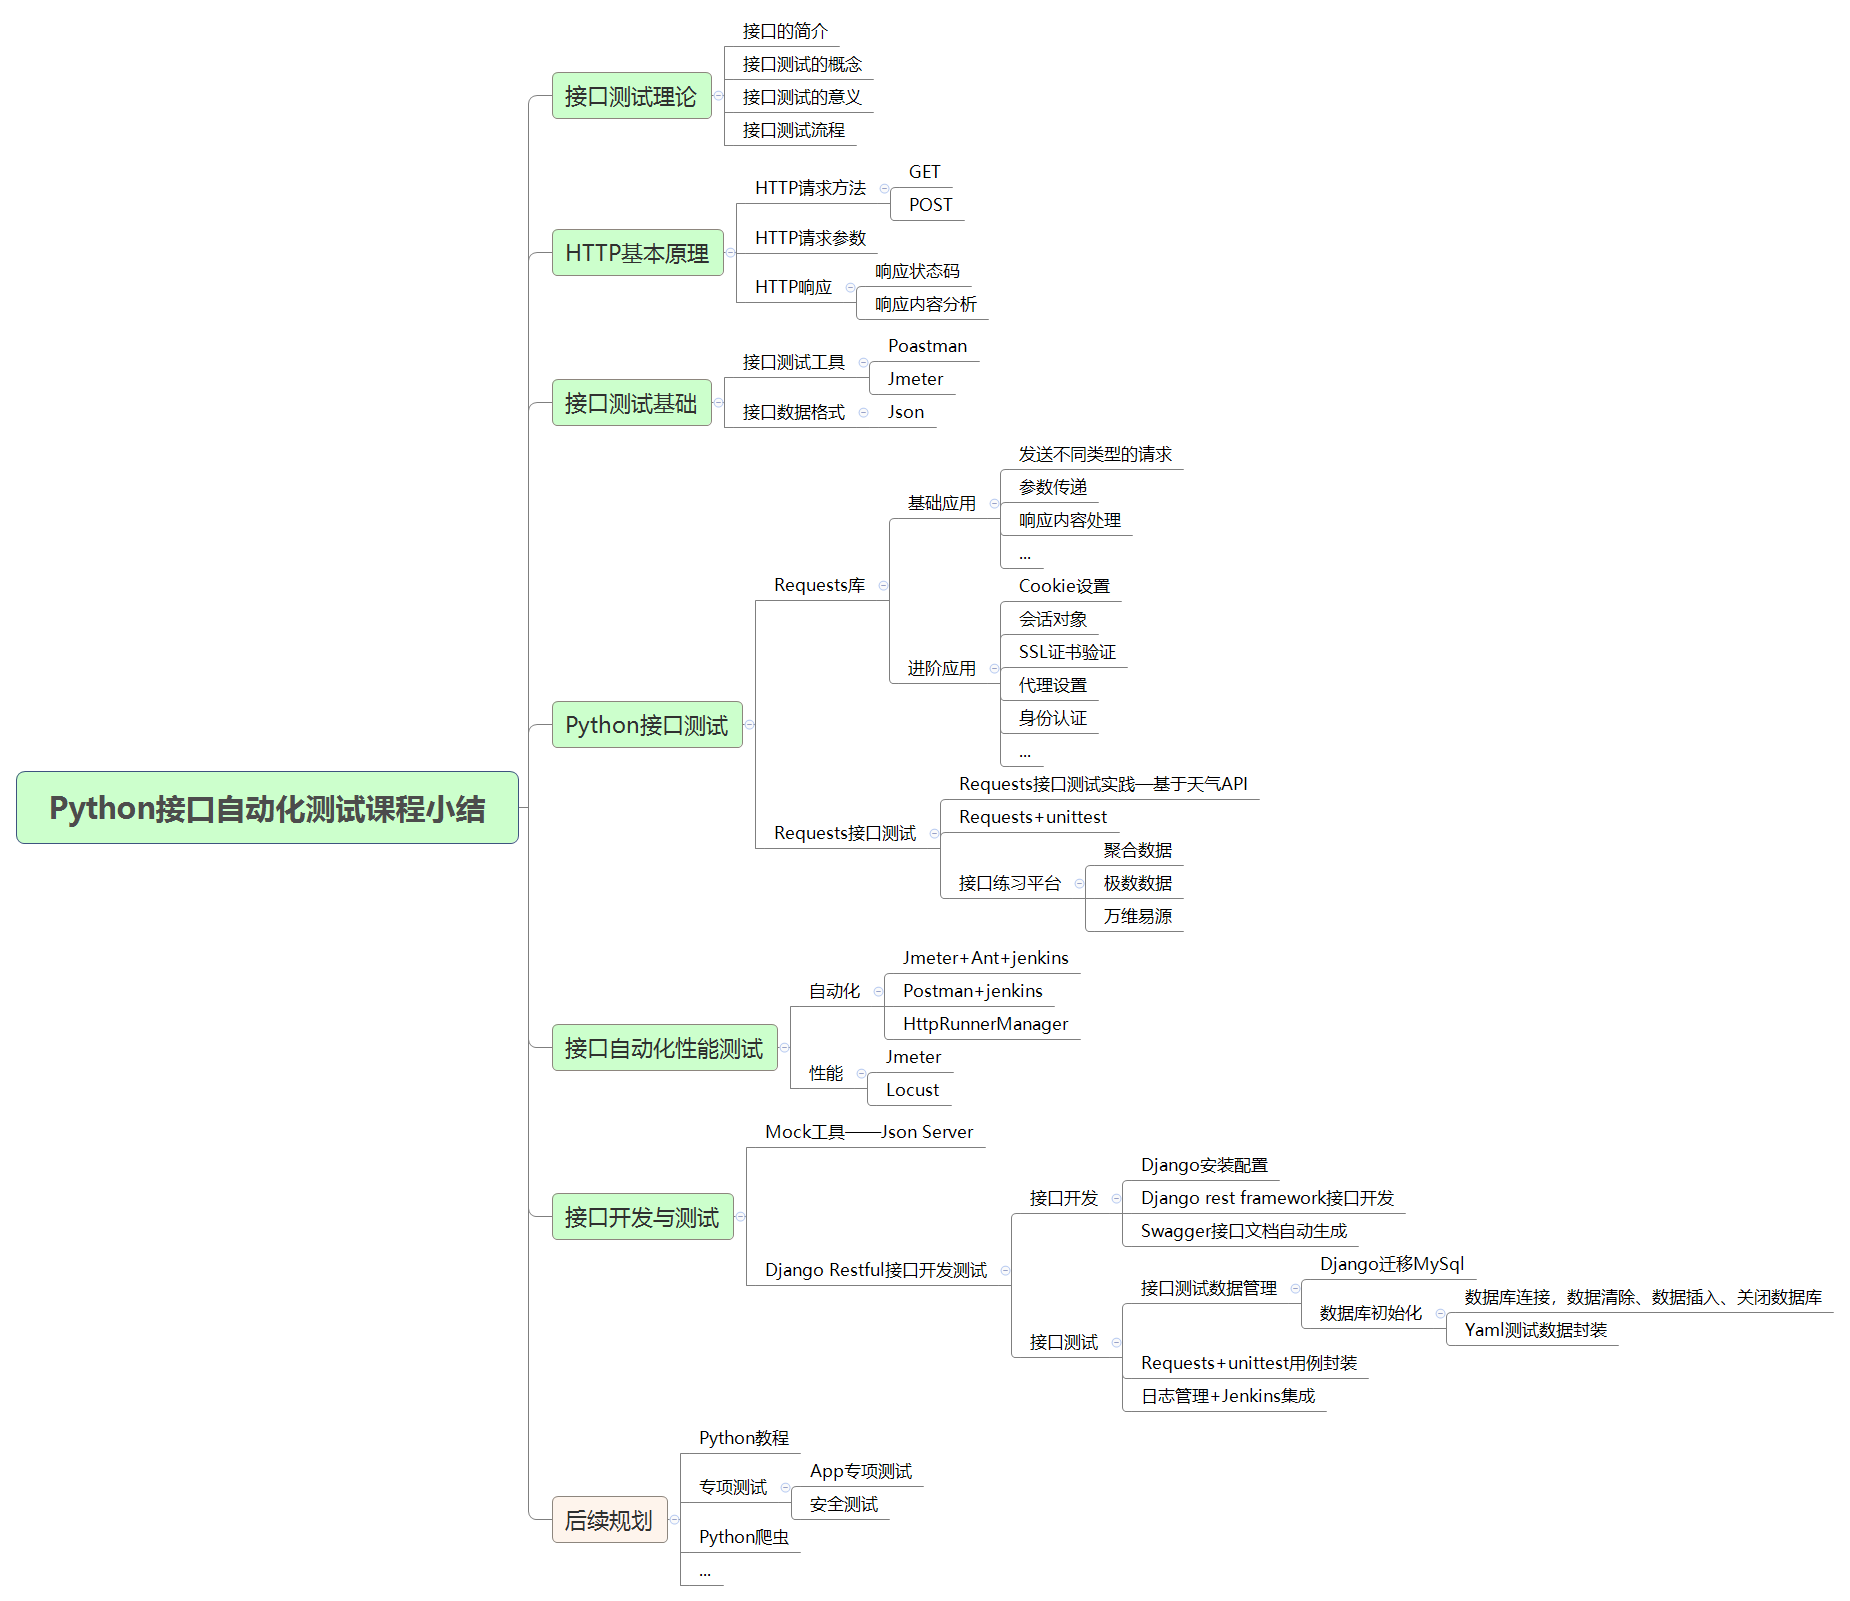 Python接口自动化测试课程小结
接口测试理论
接口的简介
接口测试的概念
接口测试的意义
接口测试流程
HTTP基本原理
HTTP请求方法
GET
POST
HTTP请求参数
HTTP响应
响应状态码
响应内容分析
接口测试基础
接口测试工具
Poastman
Jmeter
接口数据格式
Json
Python接口测试
Requests库
基础应用
发送不同类型的请求
参数传递
响应内容处理
...
进阶应用
Cookie设置
会话对象
SSL证书验证
代理设置
身份认证
...
Requests接口测试
Requests接口测试实践—基于天气API
Requests+unittest
接口练习平台
聚合数据
极数数据
万维易源
接口自动化性能测试
自动化
Jmeter+Ant+jenkins
Postman+jenkins
HttpRunnerManager
性能
Jmeter
Locust
接口开发与测试
Mock工具——Json Server
Django Restful接口开发测试
接口开发
Django安装配置
Django rest framework接口开发
Swagger接口文档自动生成
接口测试
接口测试数据管理
Django迁移MySql
数据库初始化
数据库连接，数据清除、数据插入、关闭数据库
Yaml测试数据封装
Requests+unittest用例封装
日志管理+Jenkins集成
后续规划
Python教程
专项测试
App专项测试
安全测试
Python爬虫
...